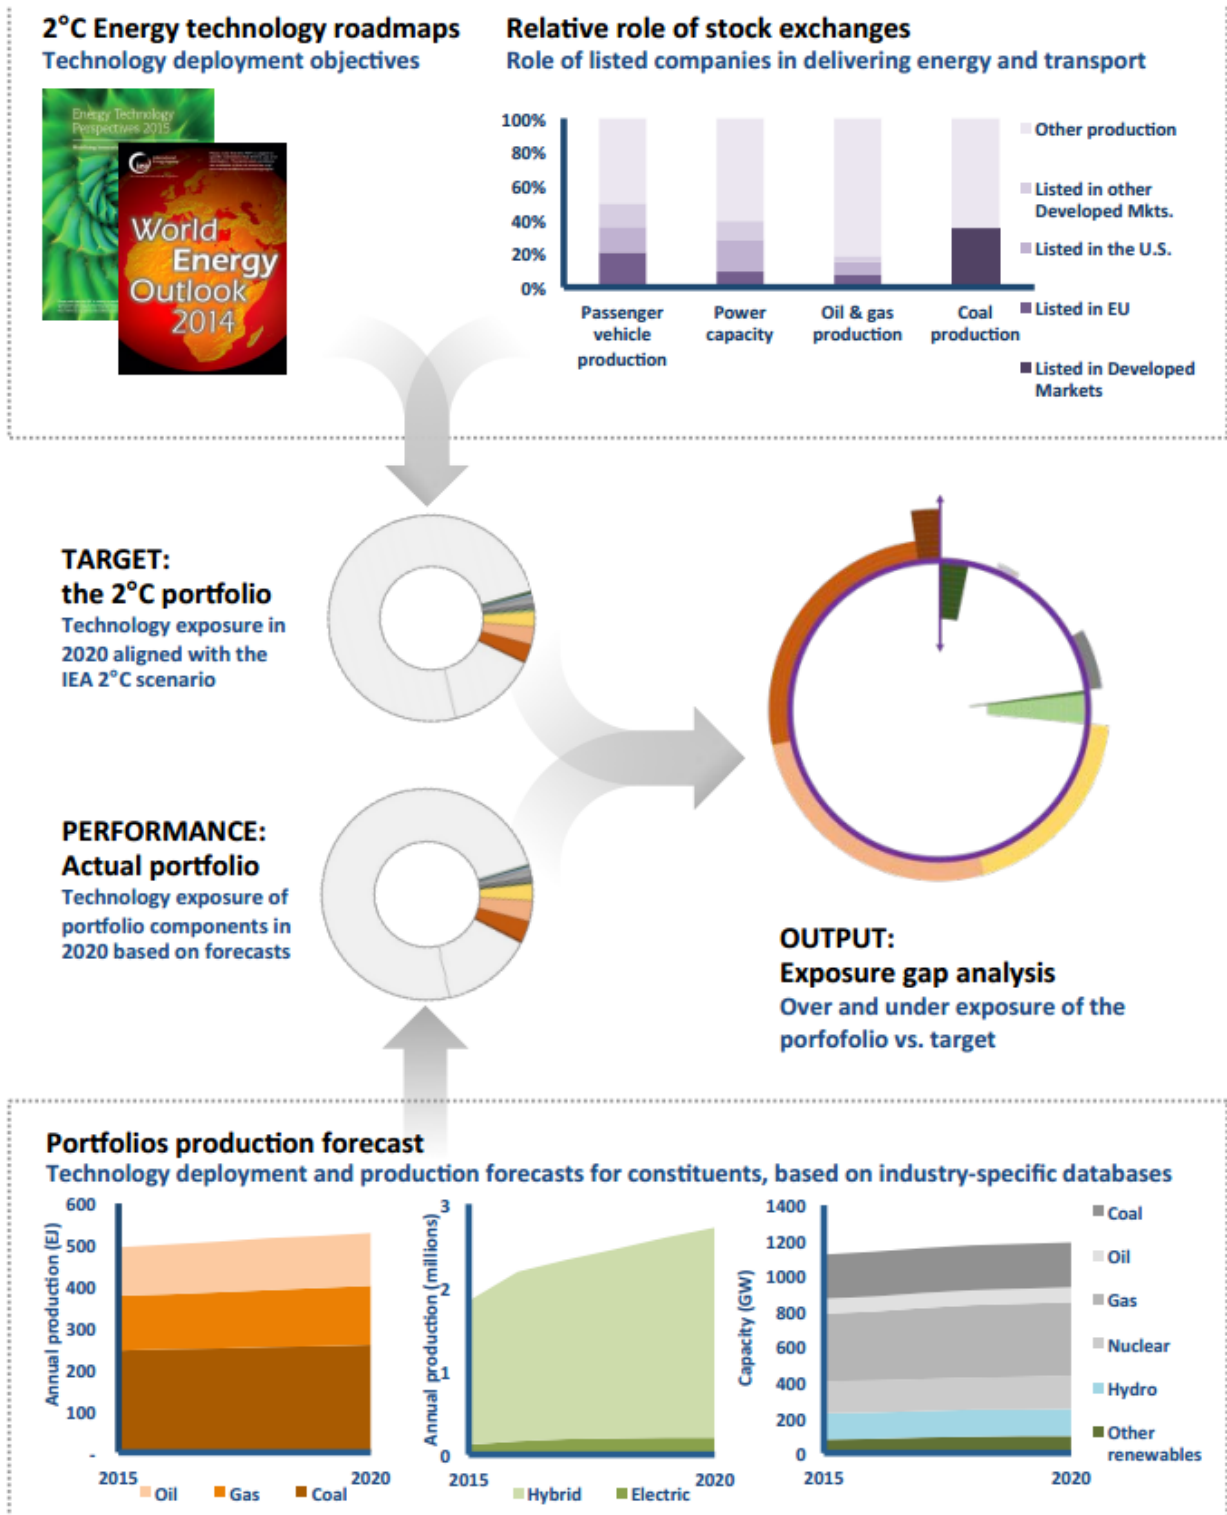 2°C Energy technology roadmaps
Technology deployment objectives
Energy Technology
Perspectives 2015
iea
World
Energy
Outlook
2014
Relative role of stock exchanges
Role of listed companies in delivering energy and transport
100%
80%
60%
40%
20%
0%
Passenger
vehicle
production
Power
capacity
Oil & gas
production
Coal
production
Other production
Listed in other
Developed Mkts.
Listed in the U.S.
Listed in EU
Listed in Developed
Markets
TARGET:
the 2°C portfolio
Technology exposure in
2020 aligned with the
IEA 2°C scenario
PERFORMANCE:
Actual portfolio
Technology exposure of
portfolio components in
2020 based on forecasts
OUTPUT:
Exposure gap analysis
Over and under exposure of the
porfofolio vs. target
Portfolios production forecast
Technology deployment and production forecasts for constituents, based on industry-specific databases
Annual production (EJ)
600
500
400
300
200
100
-
2015
2020
Oil
Gas
Coal
Annual production (millions)
3
2
1
0
2015
2020
Hybrid
Electric
Capacity (GW)
1400
1200
1000
800
600
400
200
0
2015
2020
Coal
Oil
Gas
Nuclear
Hydro
Other
renewables